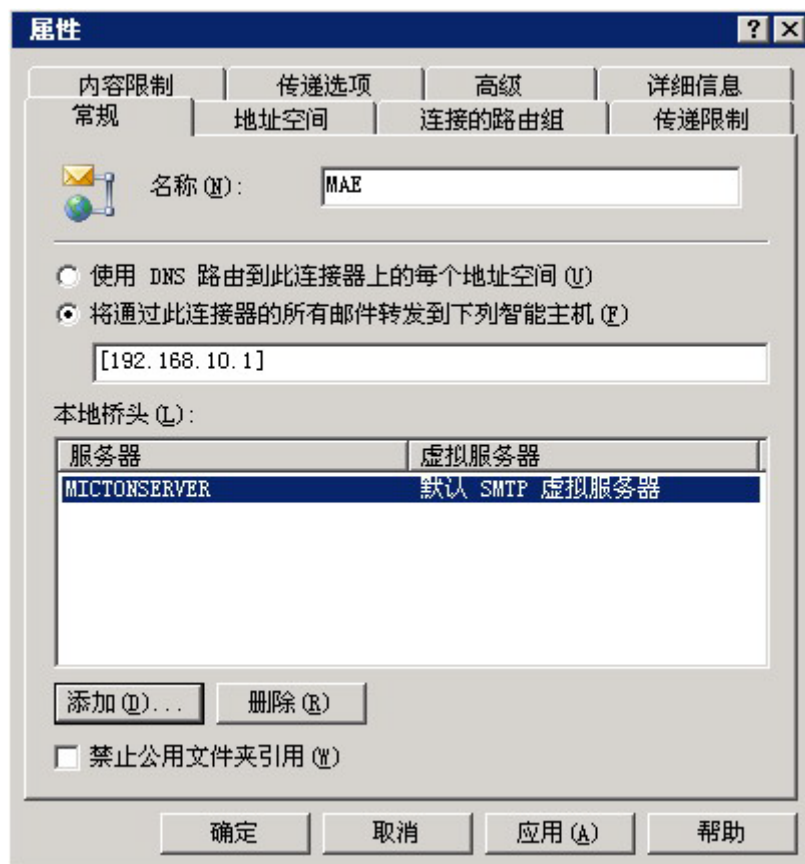 属性
内容限制 传递选项 高级 详细信息
常规 地址空间 连接的路由组 传递限制
名称(N): MAE
使用 DNS 路由到此连接器上的每个地址空间(U)
将通过此连接器的所有邮件转发到下列智能主机(F)
[192.168.10.1]
本地桥头(L):
服务器 虚拟服务器
MICTONSERVER 默认 SMTP 虚拟服务器
添加(D)... 删除(R)
禁止公用文件夹引用(W)
确定 取消 应用(A) 帮助